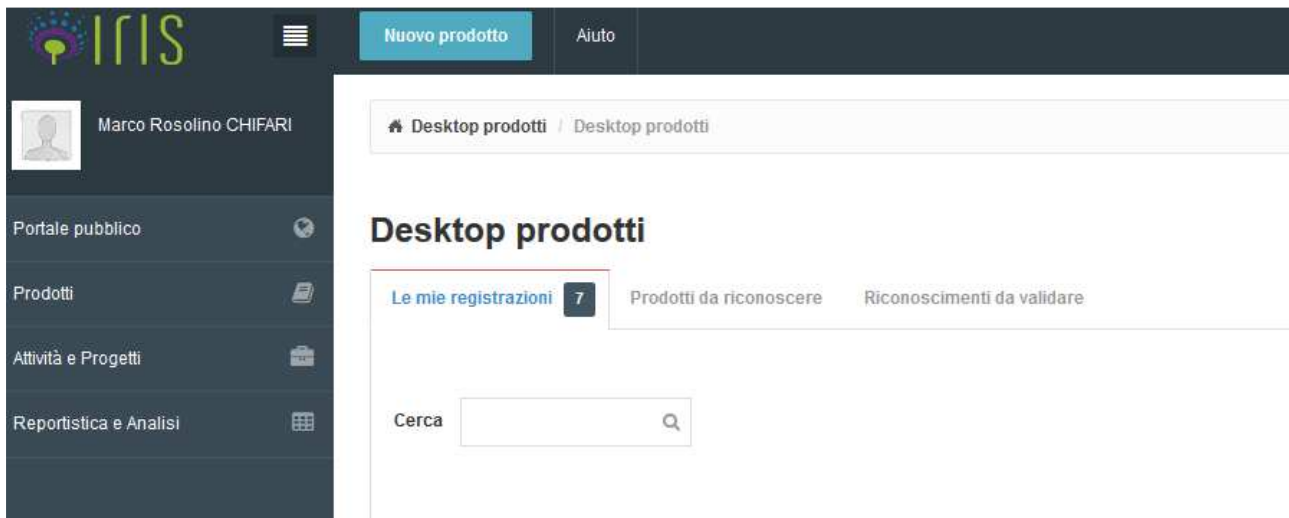 IRIS
Nuovo prodotto
Aiuto
Marco Rosolino CHIFARI
Desktop prodotti / Desktop prodotti
Portale pubblico
Prodotti
Attività e Progetti
Reportistica e Analisi
Desktop prodotti
Le mie registrazioni 7
Prodotti da riconoscere
Riconoscimenti da validare
Cerca